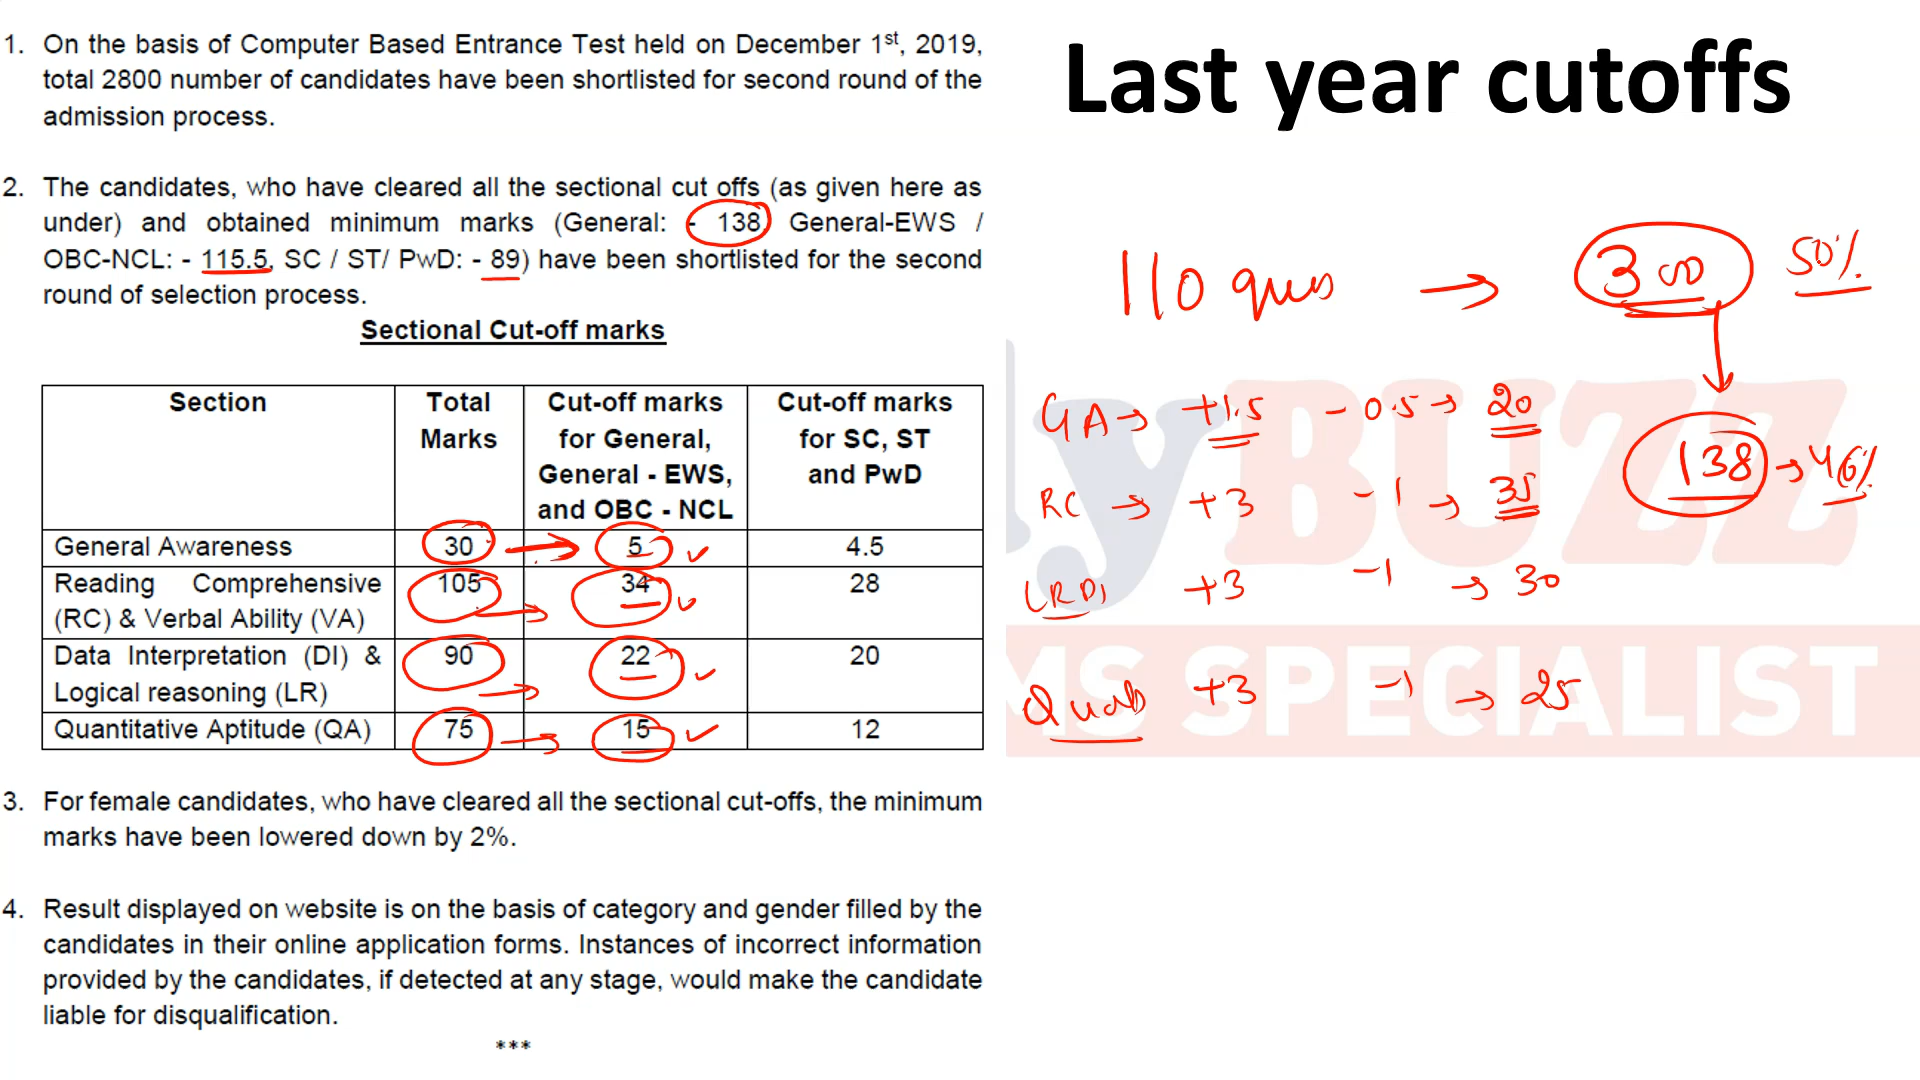 1. On the basis of Computer Based Entrance Test held on December 1st, 2019,
total 2800 number of candidates have been shortlisted for second round of the
admission process.
2. The candidates, who have cleared all the sectional cut offs (as given here as
under) and obtained minimum marks (General: - 138, General-EWS /
OBC-NCL: - 115.5, SC / ST/ PwD: - 89) have been shortlisted for the second
round of selection process.
Sectional Cut-off marks
Section Total Marks Cut-off marks for General, General - EWS, and OBC - NCL Cut-off marks for SC, ST and PwD
General Awareness 30 5 4.5
Reading Comprehensive (RC) & Verbal Ability (VA) 105 34 28
Data Interpretation (DI) & Logical reasoning (LR) 90 22 20
Quantitative Aptitude (QA) 75 15 12
3. For female candidates, who have cleared all the sectional cut-offs, the minimum
marks have been lowered down by 2%.
4. Result displayed on website is on the basis of category and gender filled by the
candidates in their online application forms. Instances of incorrect information
provided by the candidates, if detected at any stage, would make the candidate
liable for disqualification.
***
Last year cutoffs
110 ques → 300 50%
GA → +1.5 - 0.5 → 20
138 → 46%
RC → +3 -1 → 35
LRDI +3 -1 → 30
Quab +3 -1 → 25
yBUZZ
MS SPECIALIST